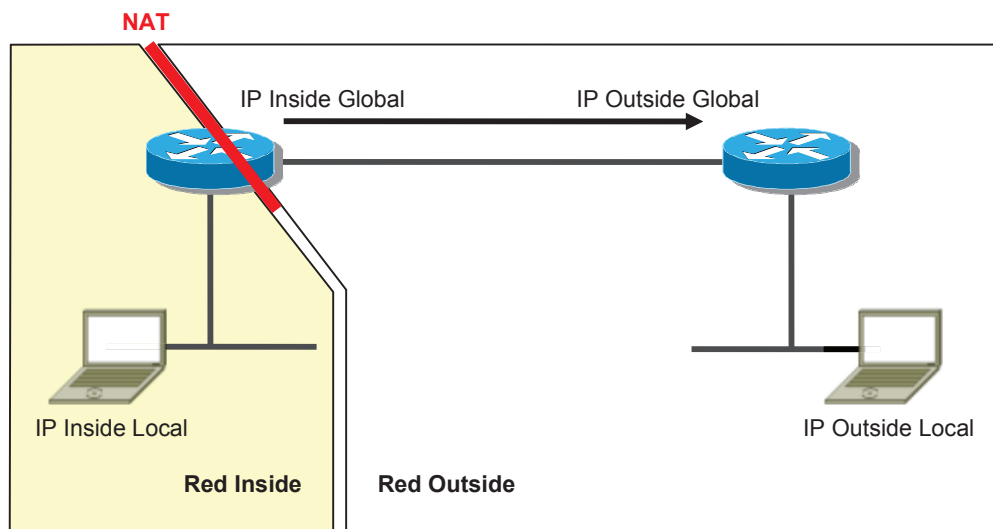 NAT
IP Inside Global
IP Outside Global
IP Inside Local
IP Outside Local
Red Inside
Red Outside